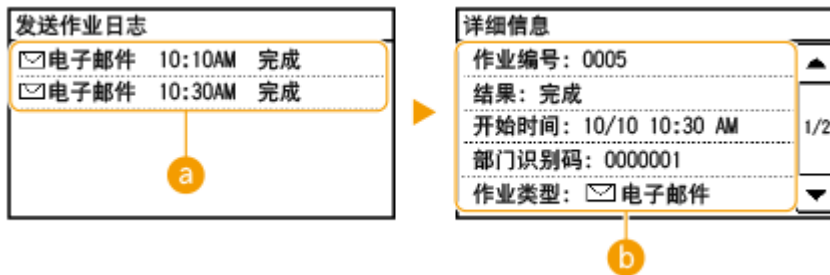 发送作业日志
电子邮件 10:10AM 完成
电子邮件 10:30AM 完成
a
详细信息
作业编号: 0005
结果: 完成
开始时间: 10/10 10:30 AM
1/2
部门识别码: 0000001
作业类型: 电子邮件
b